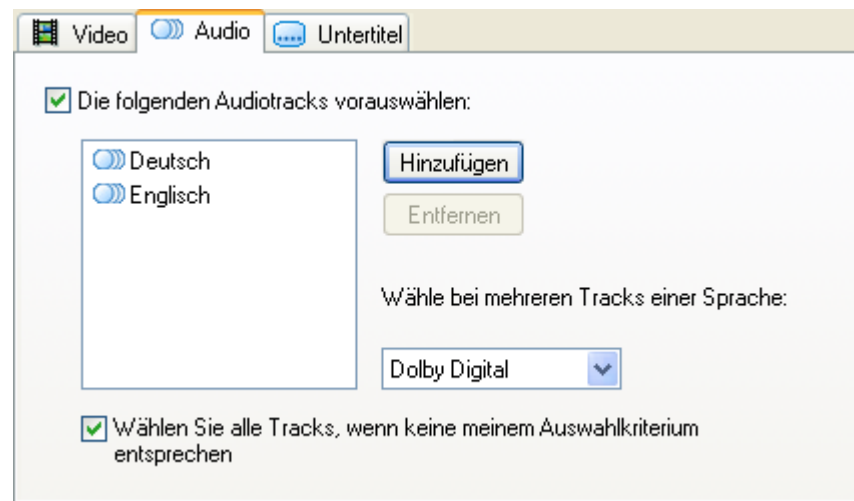 Video Audio Untertitel
Die folgenden Audiotracks vorauswählen:
Deutsch
Englisch
Hinzufügen
Entfernen
Wähle bei mehreren Tracks einer Sprache:
Dolby Digital
Wählen Sie alle Tracks, wenn keine meinem Auswahlkriterium
entsprechen